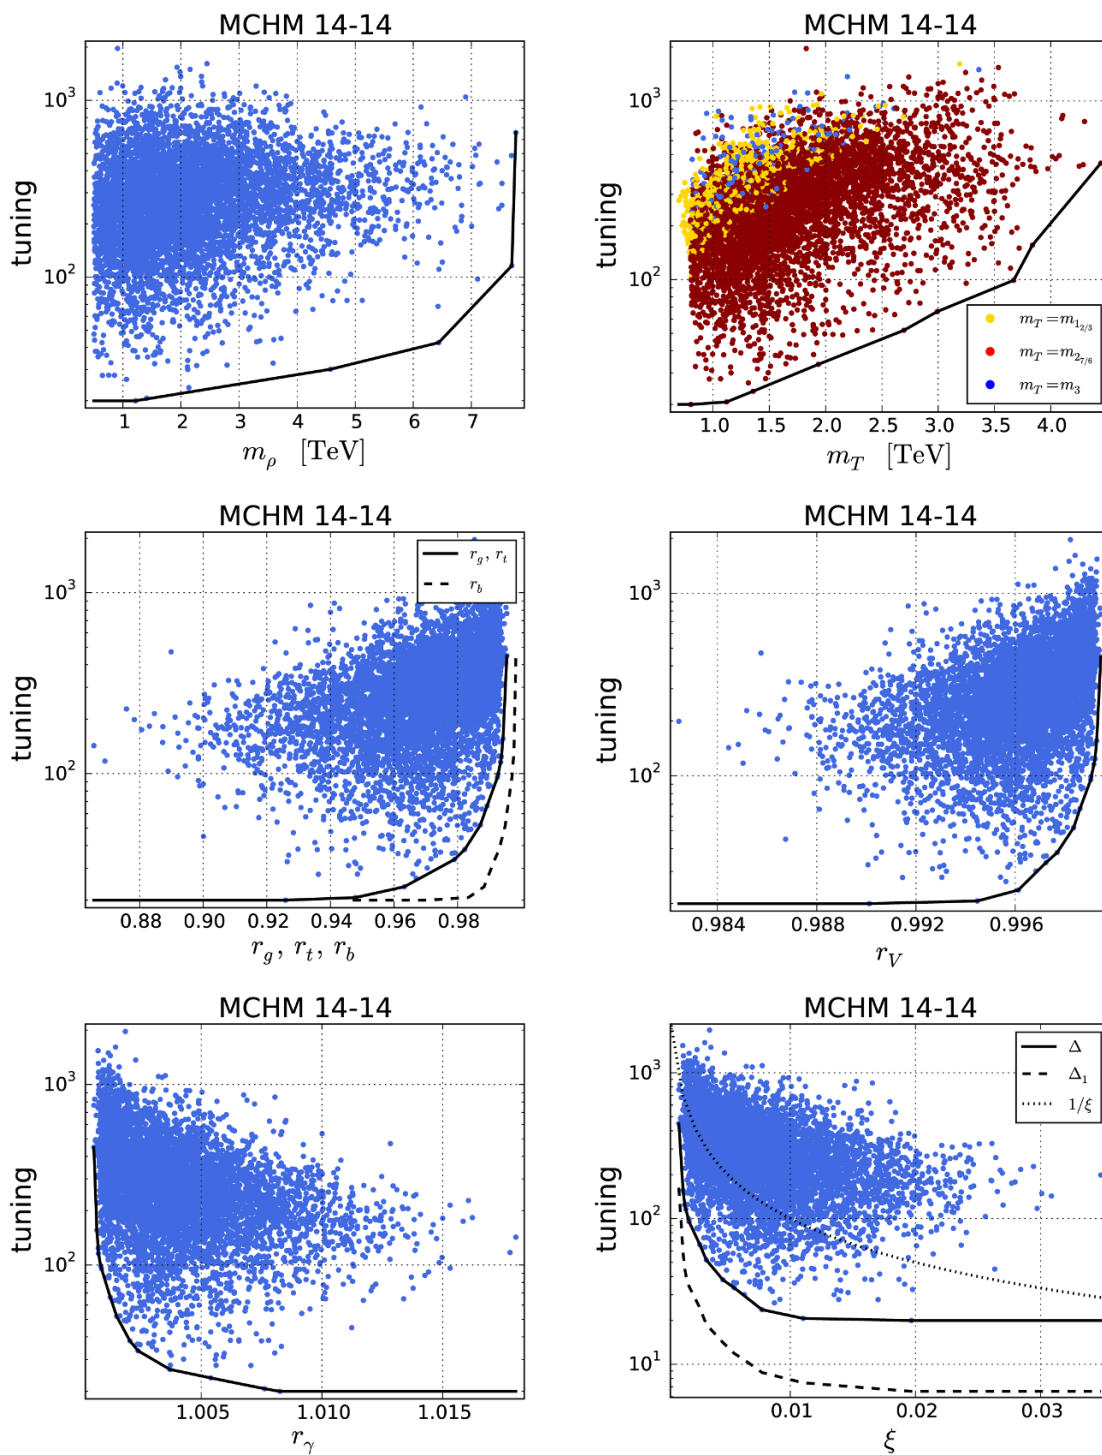 MCHM 14-14
tuning
10³
10²
1 2 3 4 5 6 7
m_ρ [TeV]
MCHM 14-14
tuning
10³
10²
m_T = m_{1_{2/3}}
m_T = m_{2_{7/6}}
m_T = m_3
1.0 1.5 2.0 2.5 3.0 3.5 4.0
m_T [TeV]
MCHM 14-14
tuning
10³
10²
r_g, r_t
r_b
0.88 0.90 0.92 0.94 0.96 0.98
r_g, r_t, r_b
MCHM 14-14
tuning
10³
10²
0.984 0.988 0.992 0.996
r_V
MCHM 14-14
tuning
10³
10²
1.005 1.010 1.015
r_γ
MCHM 14-14
tuning
10³
10²
10¹
Δ
Δ₁
1/ξ
0.01 0.02 0.03
ξ